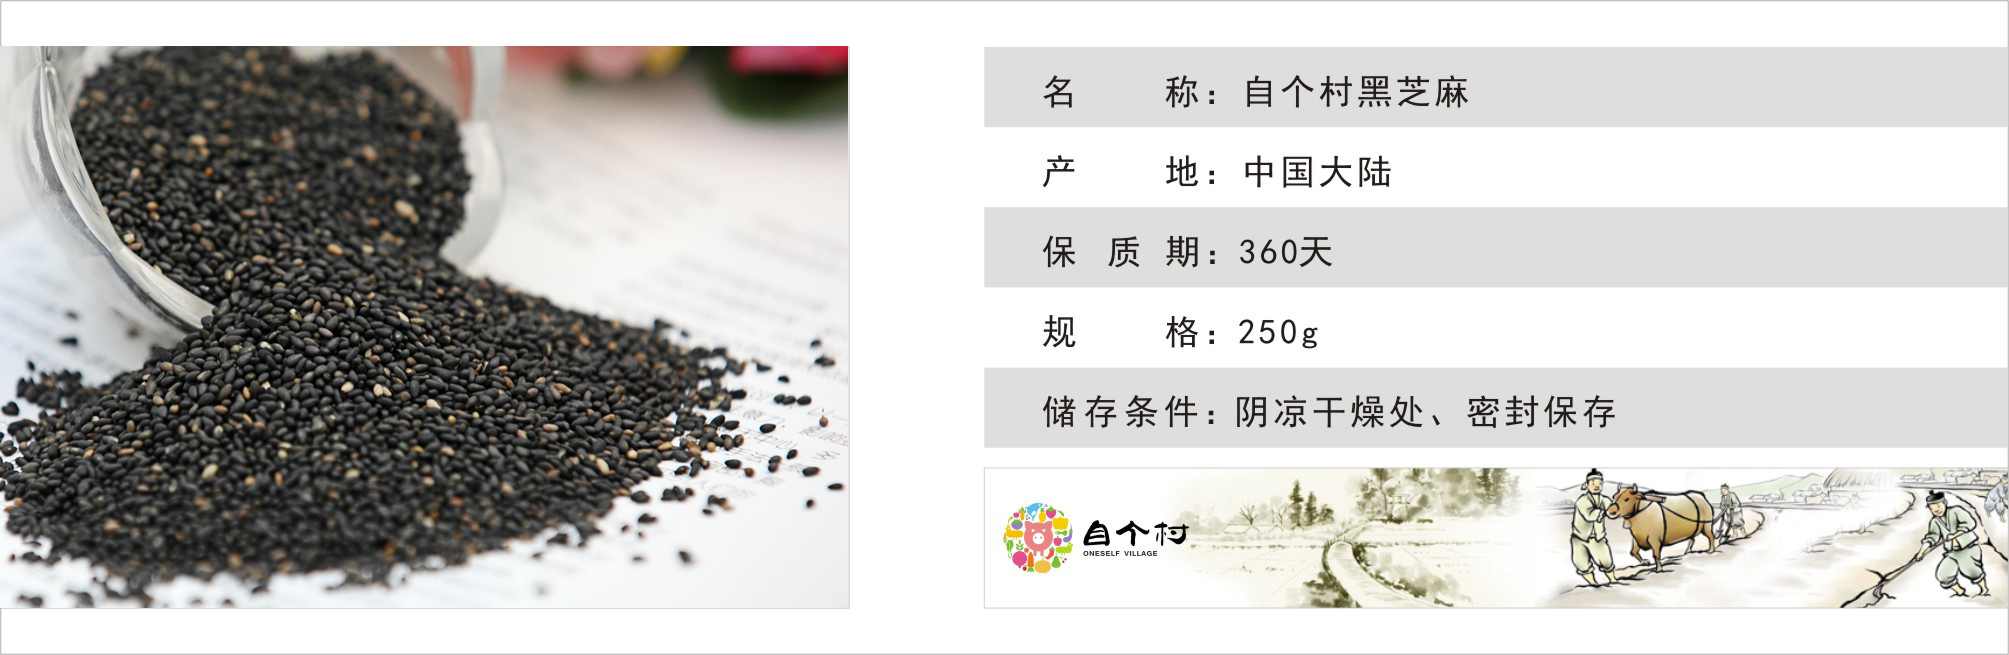 名称：自个村黑芝麻
产地：中国大陆
保质期：360天
规格：250g
储存条件：阴凉干燥处、密封保存
自个村
ONESELF VILLAGE